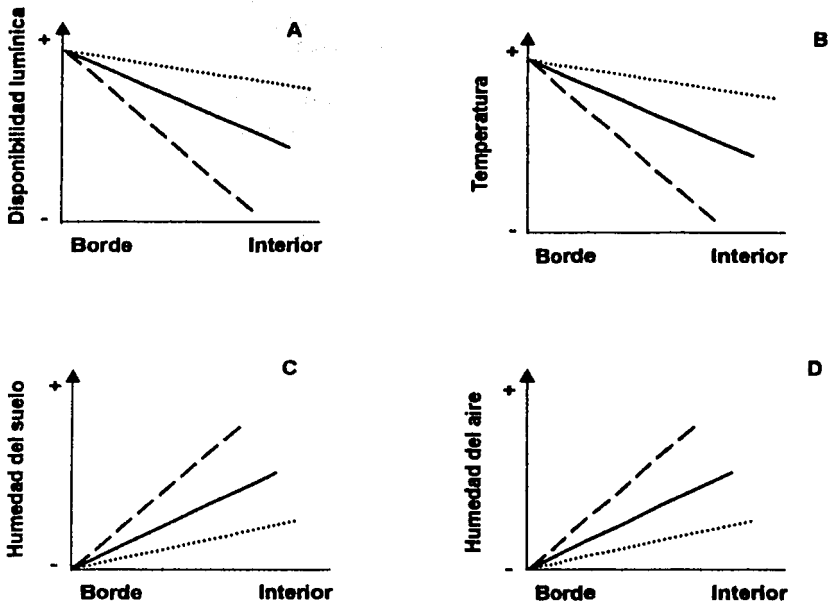 A
+
Disponibilidad lumínica
-
Borde Interior
B
+
Temperatura
-
Borde Interior
C
+
Humedad del suelo
-
Borde Interior
D
+
Humedad del aire
-
Borde Interior